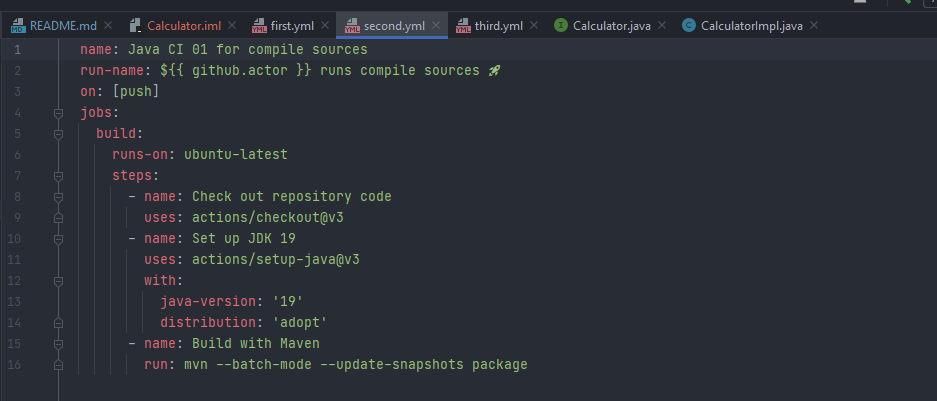 README.md Calculator.iml first.yml second.yml third.yml Calculator.java CalculatorImpl.java
1 name: Java CI 01 for compile sources
2 run-name: ${{ github.actor }} runs compile sources 🚀
3 on: [push]
4 jobs:
5 build:
6 runs-on: ubuntu-latest
7 steps:
8 - name: Check out repository code
9 uses: actions/checkout@v3
10 - name: Set up JDK 19
11 uses: actions/setup-java@v3
12 with:
13 java-version: '19'
14 distribution: 'adopt'
15 - name: Build with Maven
16 run: mvn --batch-mode --update-snapshots package